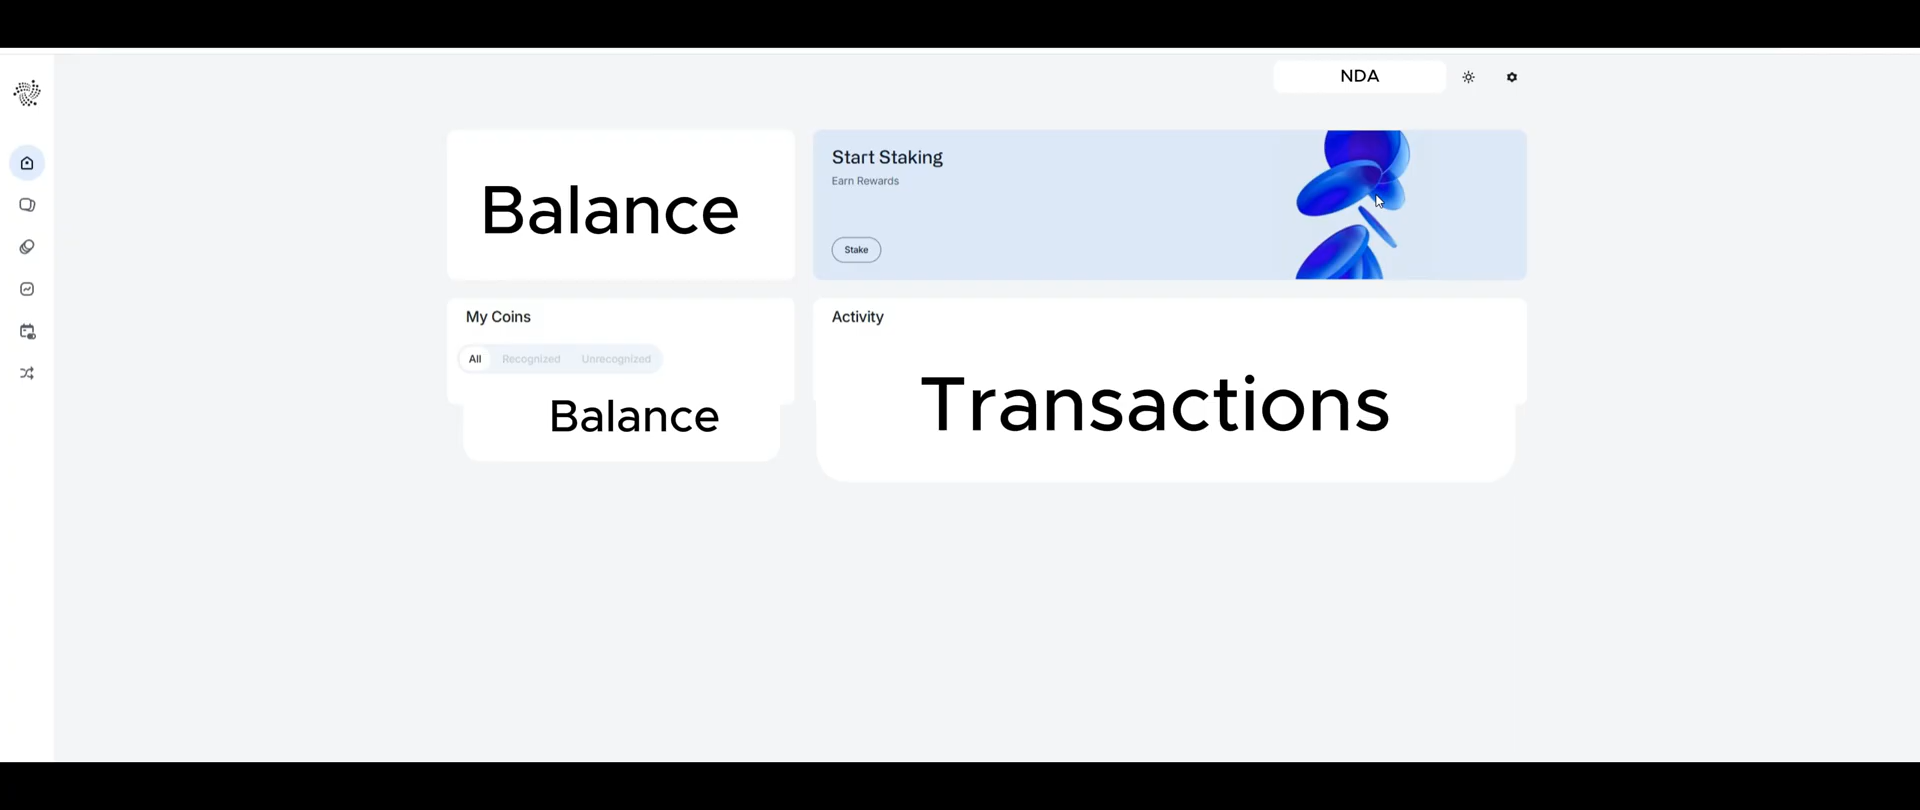 NDA
Balance
Start Staking
Earn Rewards
Stake
My Coins
All Recognized Unrecognized
Balance
Activity
Transactions